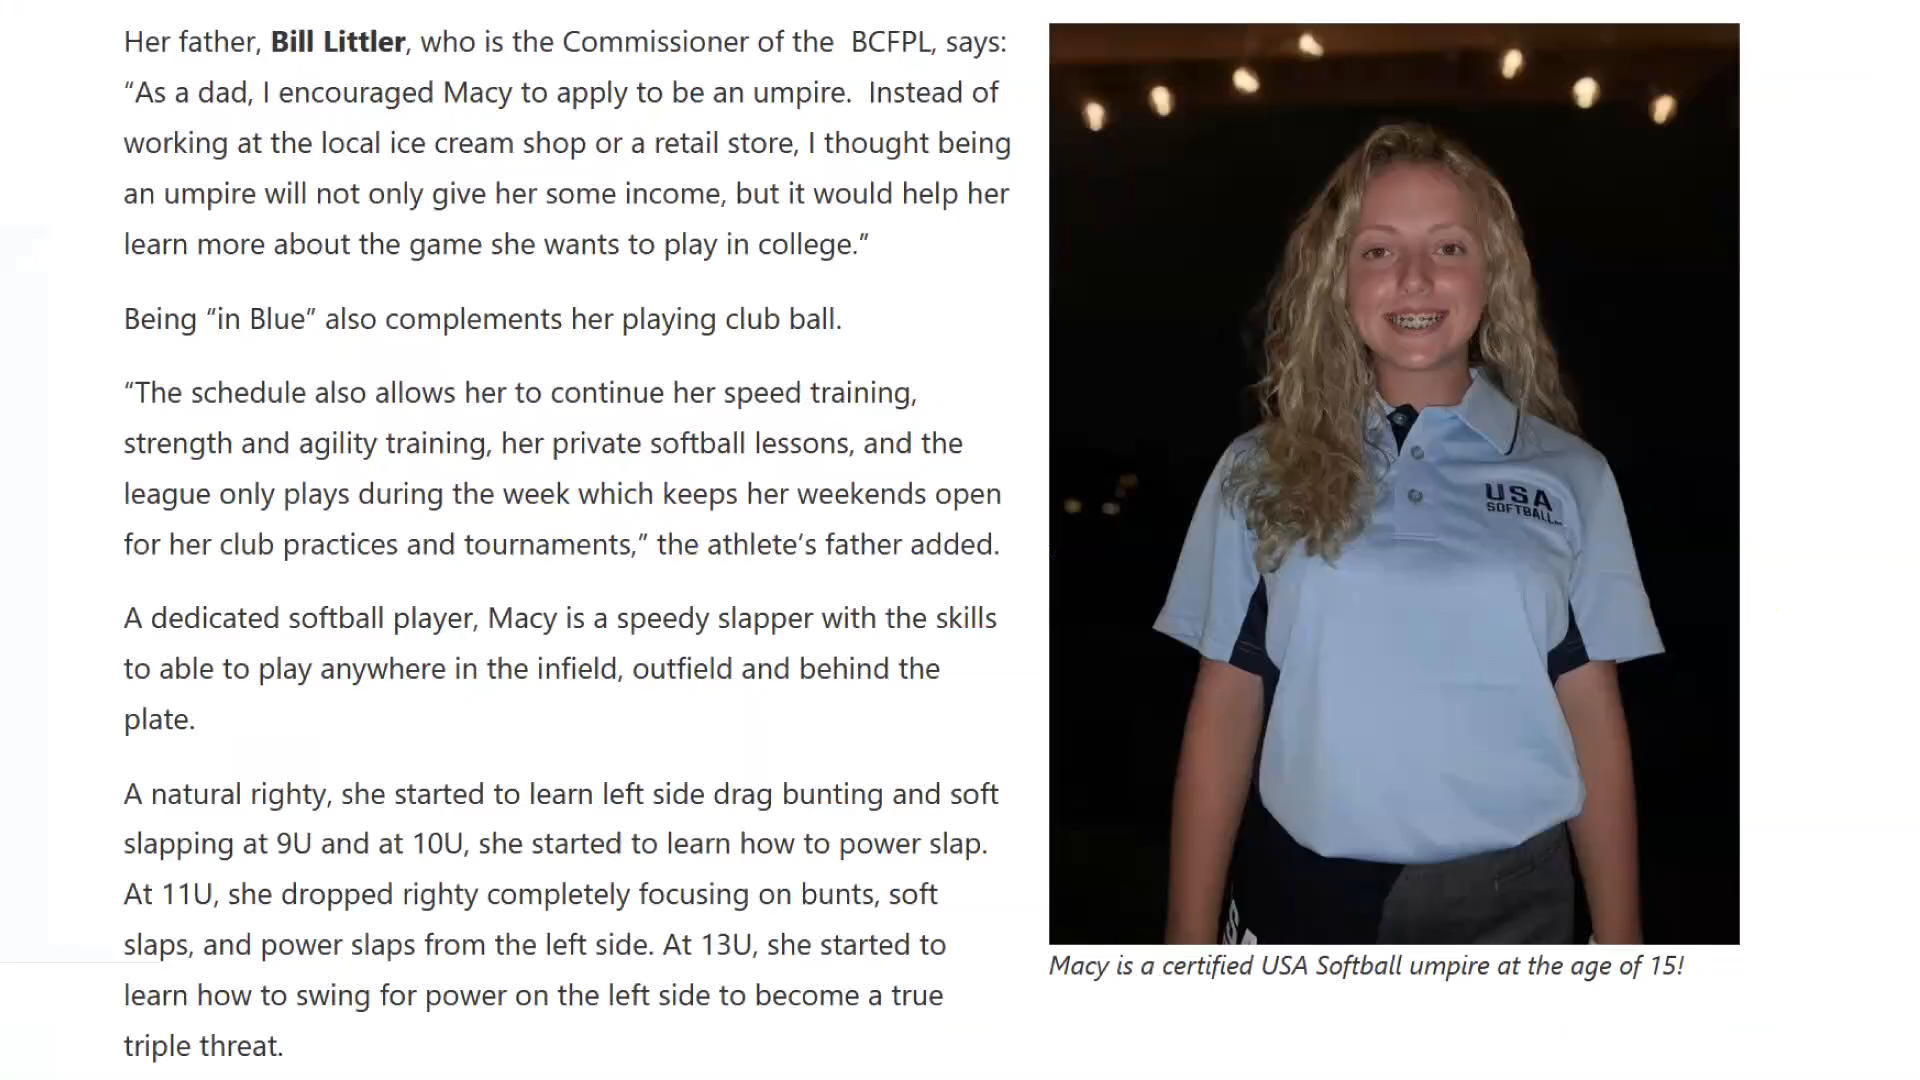 Her father, Bill Littler, who is the Commissioner of the  BCFPL, says:
“As a dad, I encouraged Macy to apply to be an umpire.  Instead of
working at the local ice cream shop or a retail store, I thought being
an umpire will not only give her some income, but it would help her
learn more about the game she wants to play in college.”
Being “in Blue” also complements her playing club ball.
“The schedule also allows her to continue her speed training,
strength and agility training, her private softball lessons, and the
league only plays during the week which keeps her weekends open
for her club practices and tournaments,” the athlete’s father added.
A dedicated softball player, Macy is a speedy slapper with the skills
to able to play anywhere in the infield, outfield and behind the
plate.
A natural righty, she started to learn left side drag bunting and soft
slapping at 9U and at 10U, she started to learn how to power slap.
At 11U, she dropped righty completely focusing on bunts, soft
slaps, and power slaps from the left side. At 13U, she started to
learn how to swing for power on the left side to become a true
triple threat.
USA
SOFTBALL
Macy is a certified USA Softball umpire at the age of 15!